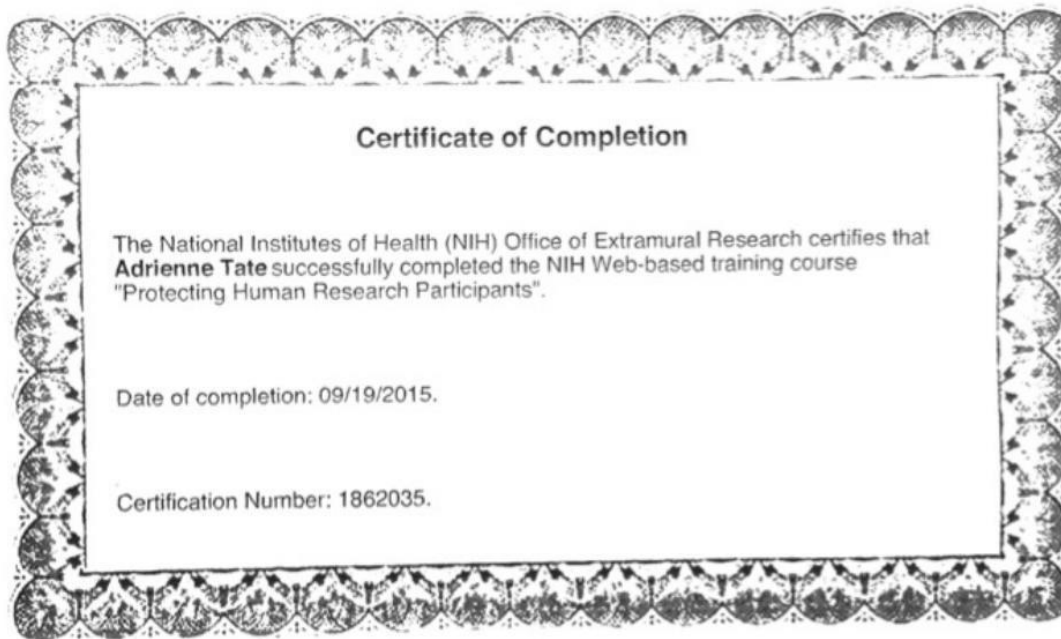 Certificate of Completion
The National Institutes of Health (NIH) Office of Extramural Research certifies that
Adrienne Tate successfully completed the NIH Web-based training course
"Protecting Human Research Participants".
Date of completion: 09/19/2015.
Certification Number: 1862035.